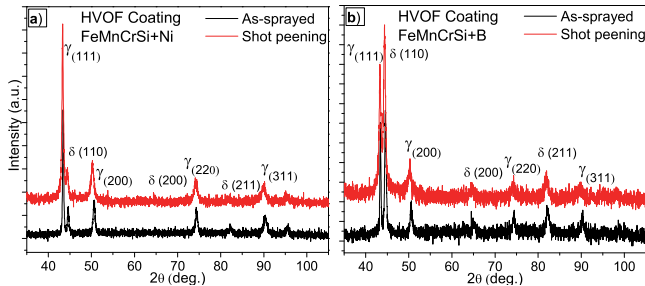 a)
HVOF Coating
FeMnCrSi+Ni
As-sprayed
Shot peening
γ(111)
δ (110)
γ(200)
δ (200)
γ(220)
δ (211)
γ(311)
Intensity (a.u.)
40 50 60 70 80 90 100
2θ (deg.)
b)
HVOF Coating
FeMnCrSi+B
As-sprayed
Shot peening
γ(111)
δ (110)
γ(200)
δ (200)
γ(220)
δ (211)
γ(311)
40 50 60 70 80 90 100
2θ (deg.)